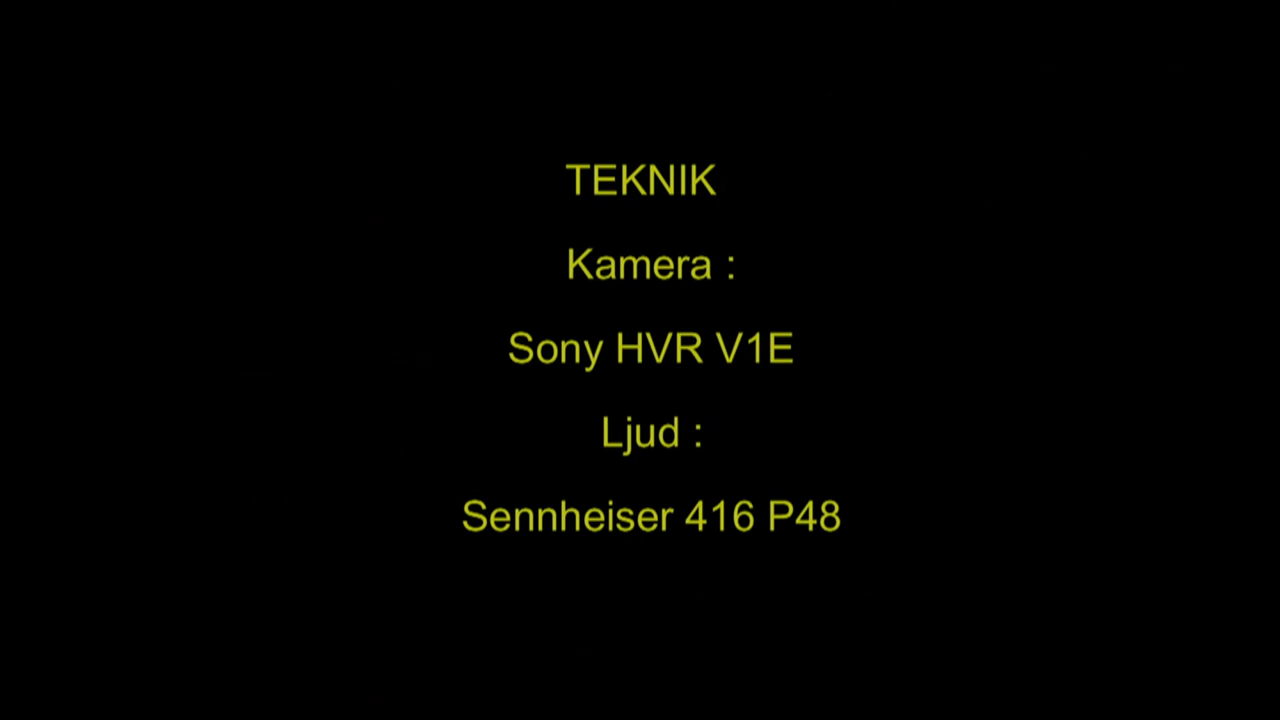 TEKNIK
Kamera :
Sony HVR V1E
Ljud :
Sennheiser 416 P48